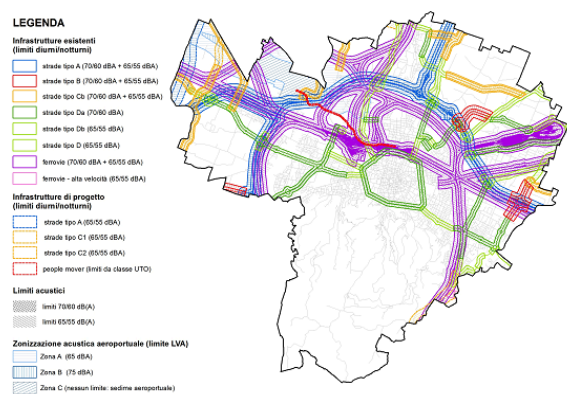 LEGENDA
Infrastrutture esistenti
(limiti diurni/notturni)
strade tipo A (70/60 dBA + 65/55 dBA)
strade tipo B (70/60 dBA + 65/55 dBA)
strade tipo Cb (70/60 dBA + 65/55 dBA)
strade tipo Da (70/60 dBA)
strade tipo Db (65/55 dBA)
strade tipo D (65/55 dBA)
ferrovie (70/60 dBA + 65/55 dBA)
ferrovie - alta velocità (65/55 dBA)
Infrastrutture di progetto
(limiti diurni/notturni)
strade tipo A (65/55 dBA)
strade tipo C1 (65/55 dBA)
strade tipo C2 (65/55 dBA)
people mover (limiti da classe UTO)
Limiti acustici
limiti 70/60 dB(A)
limiti 65/55 dB(A)
Zonizzazione acustica aeroportuale (limite LVA)
Zona A (65 dBA)
Zona B (75 dBA)
Zona C (nessun limite: sedime aeroportuale)